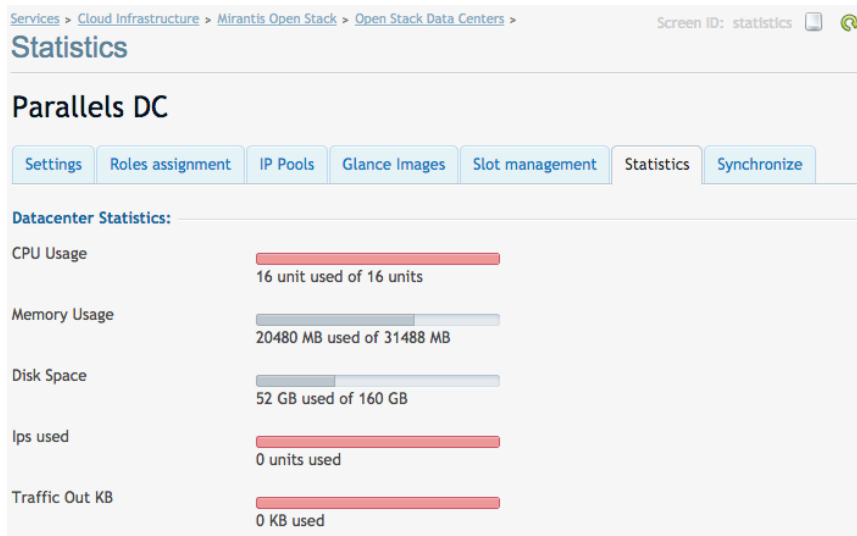 Services > Cloud Infrastructure > Mirantis Open Stack > Open Stack Data Centers >
Screen ID: statistics
Statistics
Parallels DC
Settings Roles assignment IP Pools Glance Images Slot management Statistics Synchronize
Datacenter Statistics:
CPU Usage
16 unit used of 16 units
Memory Usage
20480 MB used of 31488 MB
Disk Space
52 GB used of 160 GB
Ips used
0 units used
Traffic Out KB
0 KB used